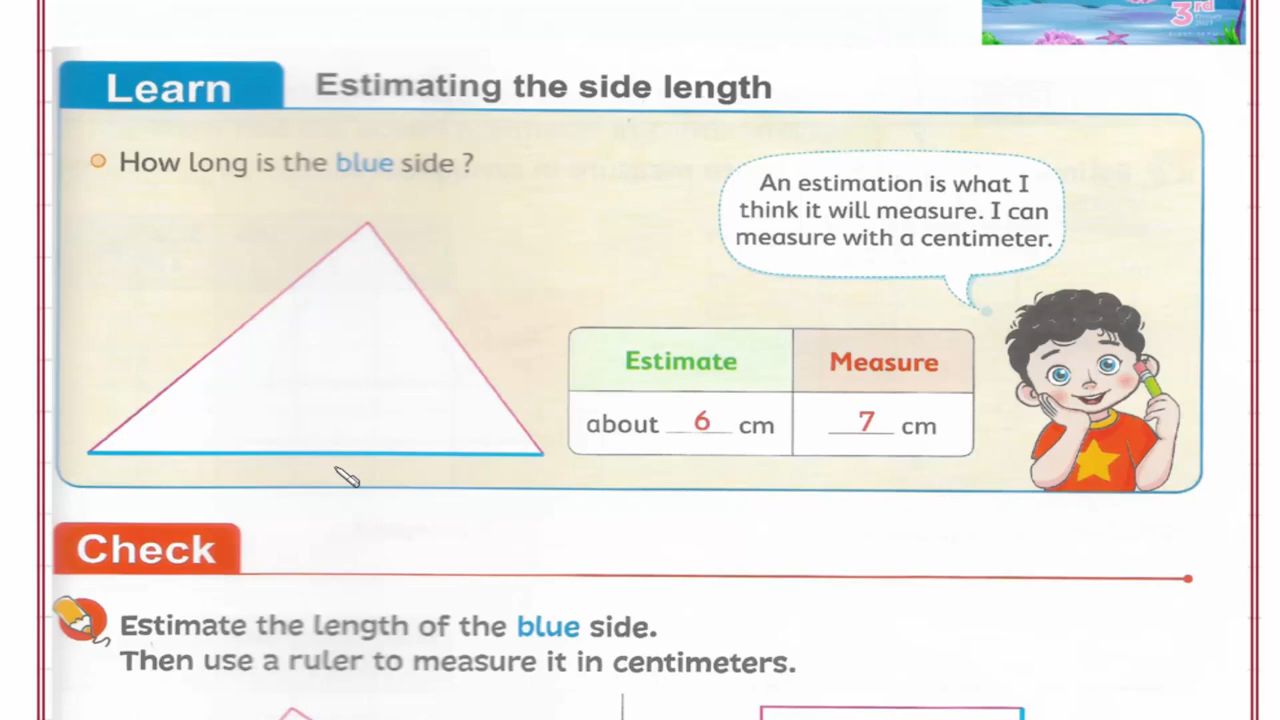 3rd
Primary
Learn
Estimating the side length
How long is the blue side ?
An estimation is what I
think it will measure. I can
measure with a centimeter.
Estimate Measure
about 6 cm 7 cm
Check
Estimate the length of the blue side.
Then use a ruler to measure it in centimeters.